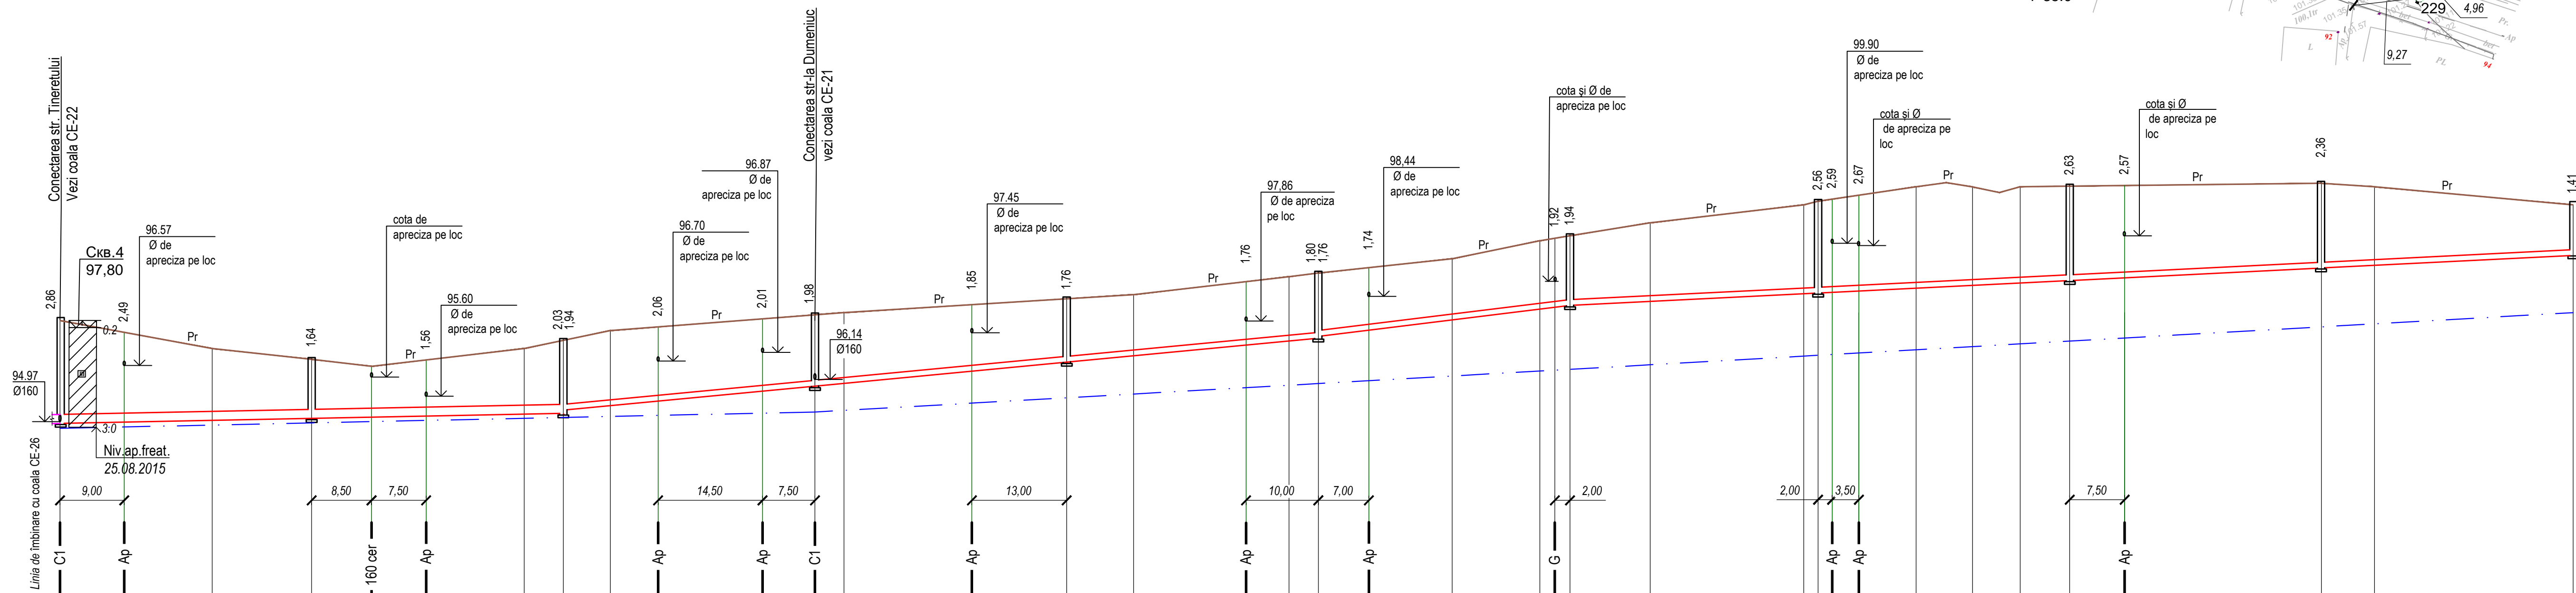 Conectarea str. Tineretului
Vezi coala CE-22
Скв.4
97,80
2,86
2,49
0.2
94.97
Ø160
3.0
Niv.ap.freat.
25.08.2015
Linia de îmbinare cu coala CE-26
96.57
Ø de
apreciza pe loc
Pr
1,64
cota de
apreciza pe loc
Pr
1,56
95.60
Ø de
apreciza pe loc
2,03
1,94
2,06
96.70
Ø de
apreciza pe loc
Pr
96.87
Ø de
apreciza pe loc
2,01
1,98
Conectarea str-la Dumeniuc
vezi coala CE-21
96,14
Ø160
Pr
1,85
97.45
Ø de
apreciza pe loc
1,76
Pr
1,76
97,86
Ø de apreciza
pe loc
1,80
1,76
1,74
98,44
Ø de
apreciza pe loc
Pr
cota și Ø de
apreciza pe loc
1,92
1,94
Pr
2,56
2,59
2,67
99.90
Ø de
apreciza pe loc
cota și Ø
de apreciza pe
loc
Pr
2,63
2,57
cota și Ø
de apreciza pe
loc
Pr
2,36
Pr
1,41
229
4,96
9,27
92
94
L
PL
Pr.
Ap
101.57
9,00
8,50
7,50
14,50
7,50
13,00
10,00
7,00
2,00
2,00
3,50
7,50
C1
Ap
160 cer
Ap
Ap
Ap
C1
Ap
Ap
Ap
G
Ap
Ap
Ap